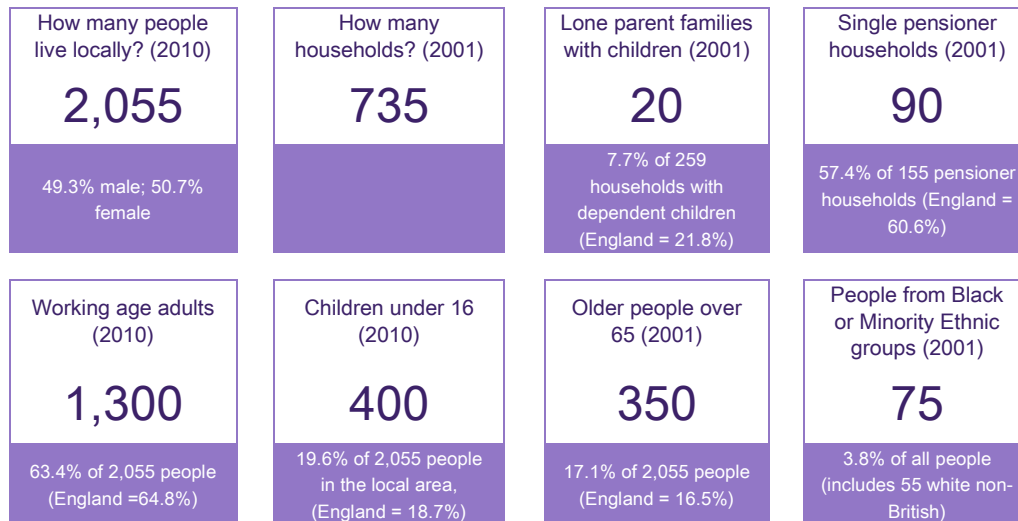 How many people
live locally? (2010)
2,055
49.3% male; 50.7%
female
How many
households? (2001)
735
Lone parent families
with children (2001)
20
7.7% of 259
households with
dependent children
(England = 21.8%)
Single pensioner
households (2001)
90
57.4% of 155 pensioner
households (England =
60.6%)
Working age adults
(2010)
1,300
63.4% of 2,055 people
(England =64.8%)
Children under 16
(2010)
400
19.6% of 2,055 people
in the local area,
(England = 18.7%)
Older people over
65 (2001)
350
17.1% of 2,055 people
(England = 16.5%)
People from Black
or Minority Ethnic
groups (2001)
75
3.8% of all people
(includes 55 white non-
British)